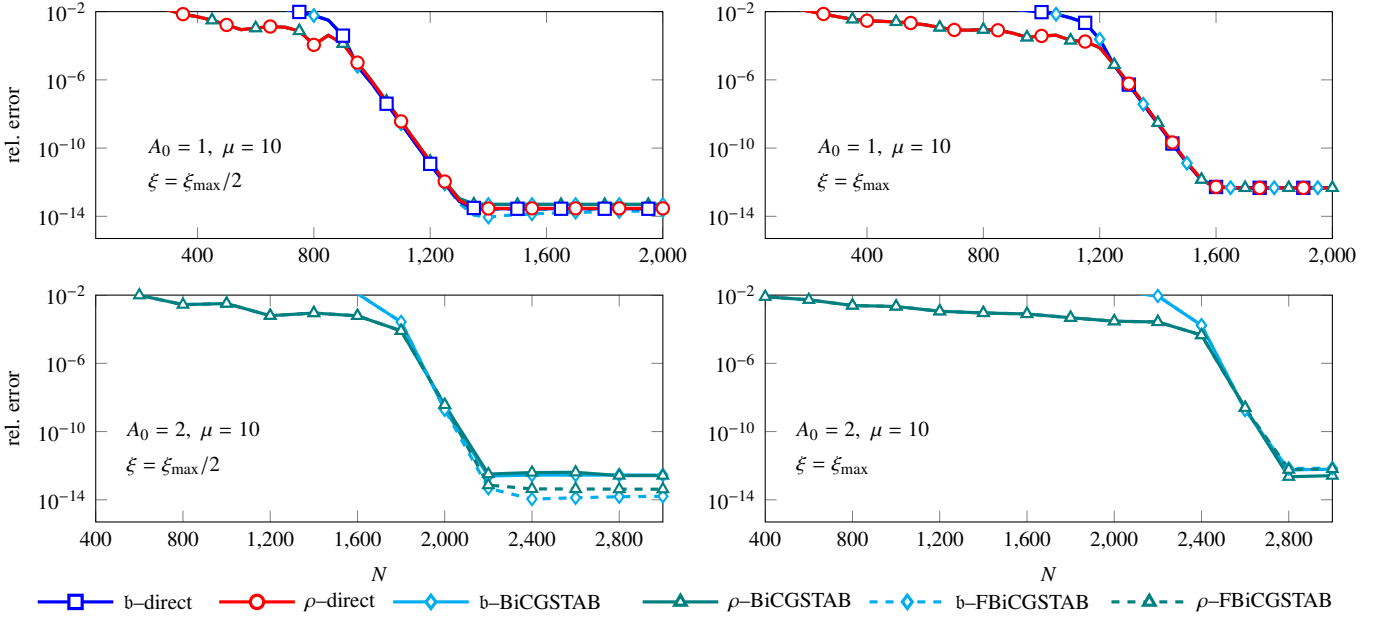 10^−2
10^−6
10^−10
10^−14
rel. error
A_0 = 1, μ = 10
ξ = ξ_max/2
400 800 1,200 1,600 2,000
10^−2
10^−6
10^−10
10^−14
A_0 = 1, μ = 10
ξ = ξ_max
400 800 1,200 1,600 2,000
10^−2
10^−6
10^−10
10^−14
rel. error
A_0 = 2, μ = 10
ξ = ξ_max/2
400 800 1,200 1,600 2,000 2,400 2,800
N
10^−2
10^−6
10^−10
10^−14
A_0 = 2, μ = 10
ξ = ξ_max
400 800 1,200 1,600 2,000 2,400 2,800
N
𝔟–direct ρ–direct 𝔟–BiCGSTAB ρ–BiCGSTAB 𝔟–FBiCGSTAB ρ–FBiCGSTAB